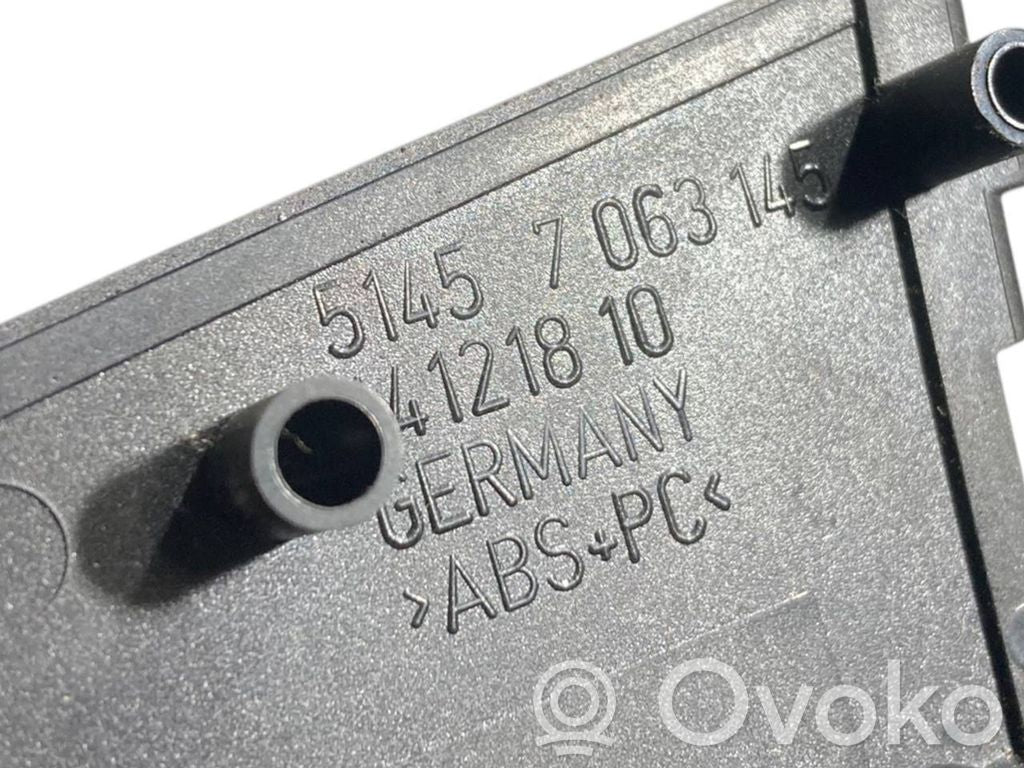 5145 7 063 145
41218 10
GERMANY
>ABS+PC<
Ovoko